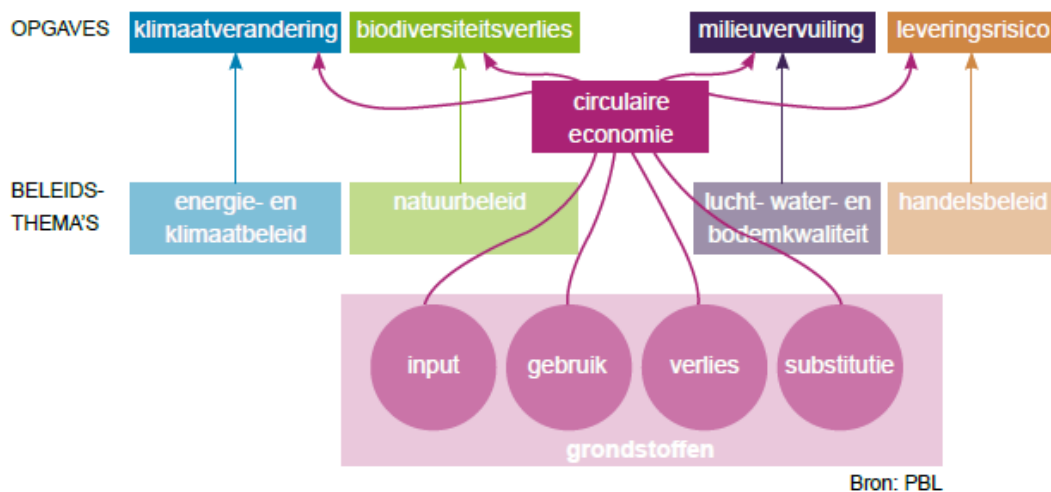 OPGAVES
klimaatverandering
biodiversiteitsverlies
milieuvervuiling
leveringsrisico
circulaire
economie
BELEIDS-
THEMA'S
energie- en
klimaatbeleid
natuurbeleid
lucht- water- en
bodemkwaliteit
handelsbeleid
input
gebruik
verlies
substitutie
grondstoffen
Bron: PBL